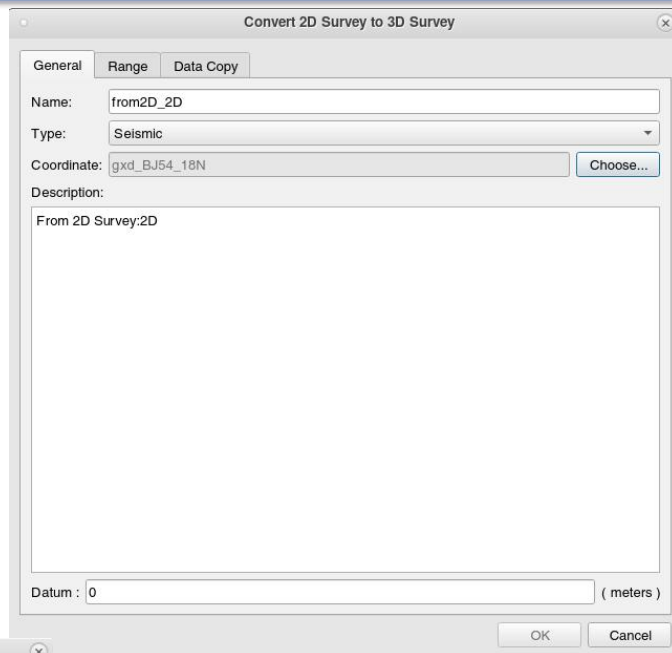 Convert 2D Survey to 3D Survey
General Range Data Copy
Name: from2D_2D
Type: Seismic
Coordinate: gxd_BJ54_18N Choose...
Description:
From 2D Survey:2D
Datum : 0 ( meters )
OK Cancel